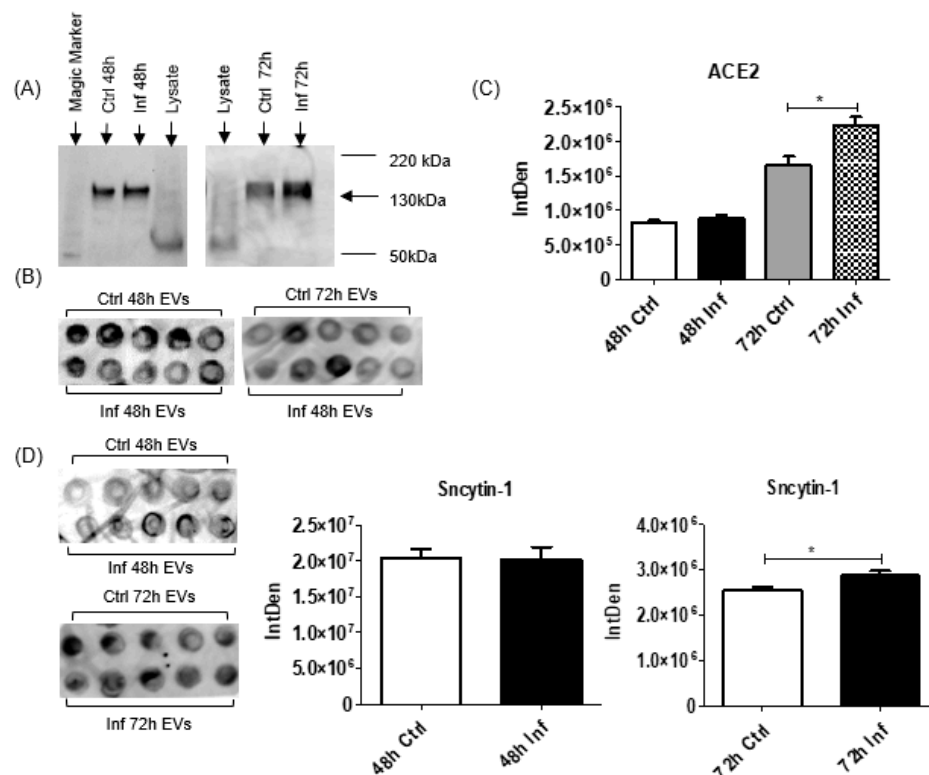 (A)
Magic Marker
Ctrl 48h
Inf 48h
Lysate
Lysate
Ctrl 72h
Inf 72h
220 kDa
130kDa
50kDa
(B)
Ctrl 48h EVs
Ctrl 72h EVs
Inf 48h EVs
Inf 48h EVs
(C)
ACE2
IntDen
2.5×10⁶
2.0×10⁶
1.5×10⁶
1.0×10⁶
5.0×10⁵
0
*
48h Ctrl
48h Inf
72h Ctrl
72h Inf
(D)
Ctrl 48h EVs
Inf 48h EVs
Ctrl 72h EVs
Inf 72h EVs
Sncytin-1
IntDen
2.5×10⁷
2.0×10⁷
1.5×10⁷
1.0×10⁷
5.0×10⁶
0
48h Ctrl
48h Inf
Sncytin-1
IntDen
4.0×10⁶
3.0×10⁶
2.0×10⁶
1.0×10⁶
0
*
72h Ctrl
72h Inf